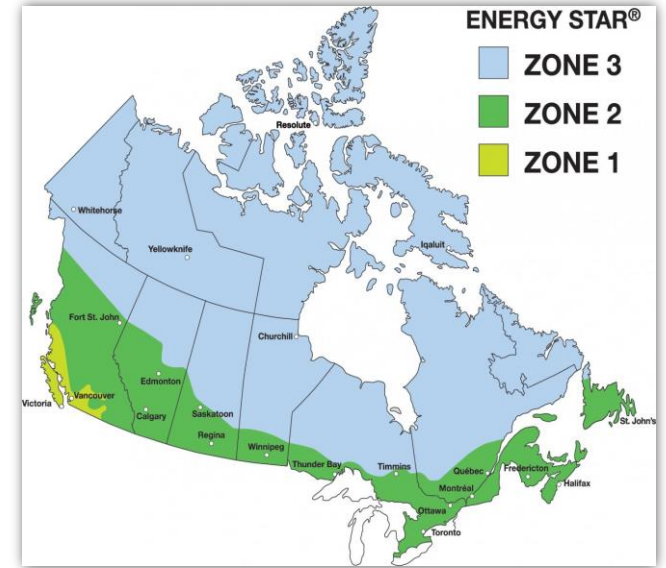 ENERGY STAR®
ZONE 3
ZONE 2
ZONE 1
Resolute
Whitehorse
Iqaluit
Yellowknife
Fort St. John
Churchill
Edmonton
Vancouver
Victoria
Calgary
Saskatoon
Regina
Winnipeg
Thunder Bay
Timmins
Québec
Fredericton
St. John's
Montréal
Halifax
Ottawa
Toronto